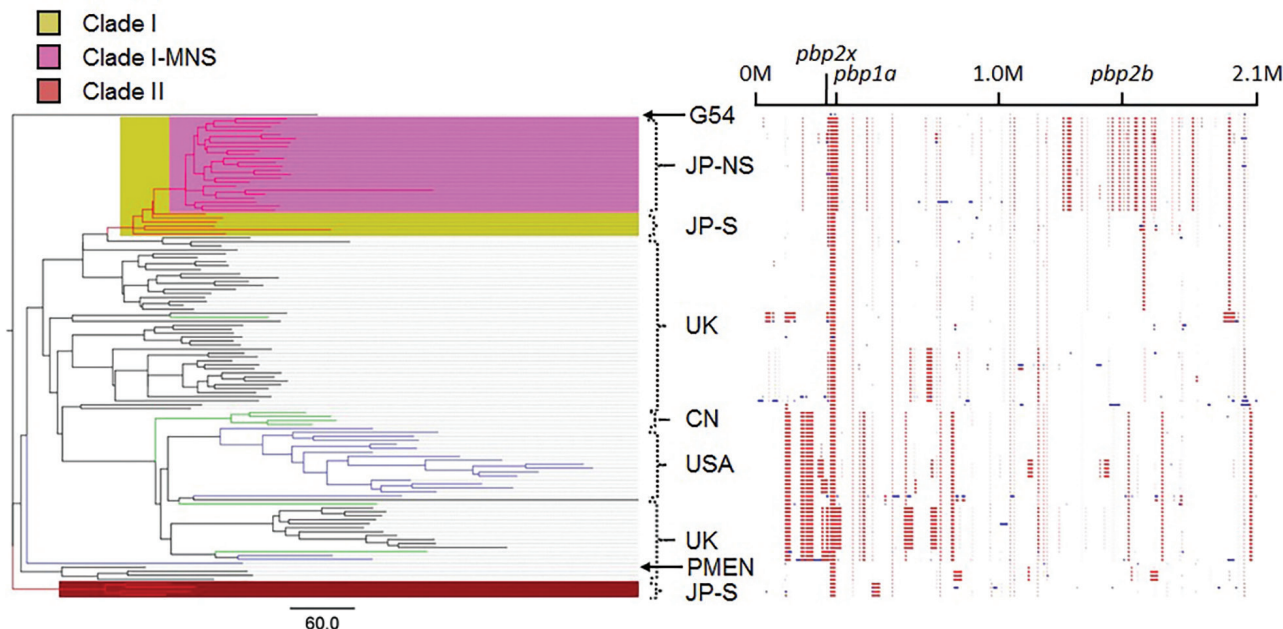 Clade I
Clade I-MNS
Clade II
pbp2x
0M
pbp1a
1.0M
pbp2b
2.1M
G54
JP-NS
JP-S
UK
CN
USA
UK
PMEN
JP-S
60.0